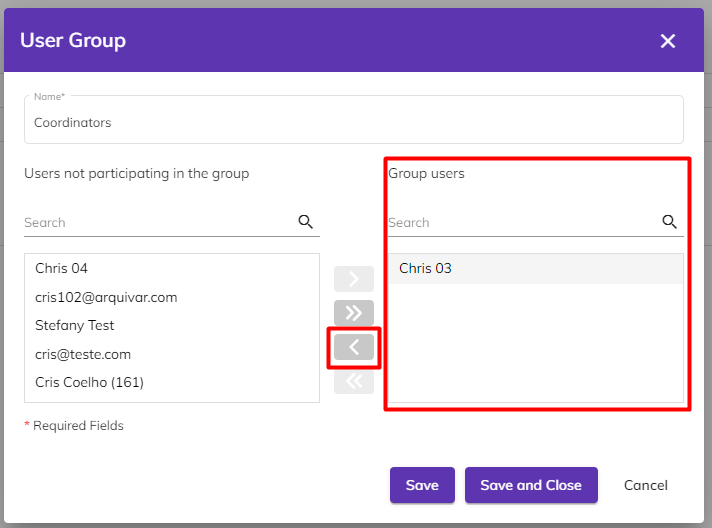 User Group
Name*
Coordinators
Users not participating in the group
Group users
Search
Search
Chris 04
cris102@arquivar.com
Stefany Test
cris@teste.com
Cris Coelho (161)
Chris 03
* Required Fields
Save
Save and Close
Cancel